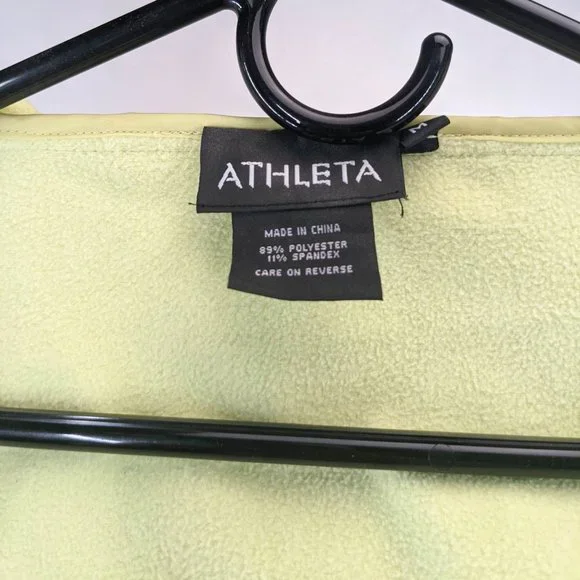 ATHLETA
M
MADE IN CHINA
89% POLYESTER
11% SPANDEX
CARE ON REVERSE